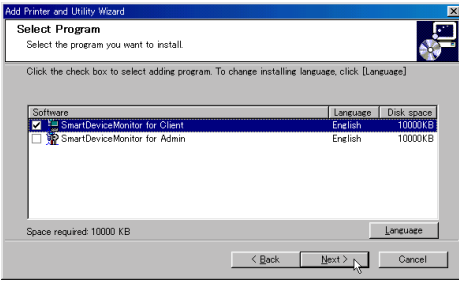 Add Printer and Utility Wizard
Select Program
Select the program you want to install.
Click the check box to select adding program. To change installing language, click [Language]
Software Language Disk space
SmartDeviceMonitor for Client English 10000KB
SmartDeviceMonitor for Admin English 10000KB
Space required: 10000 KB
Language
< Back Next > Cancel